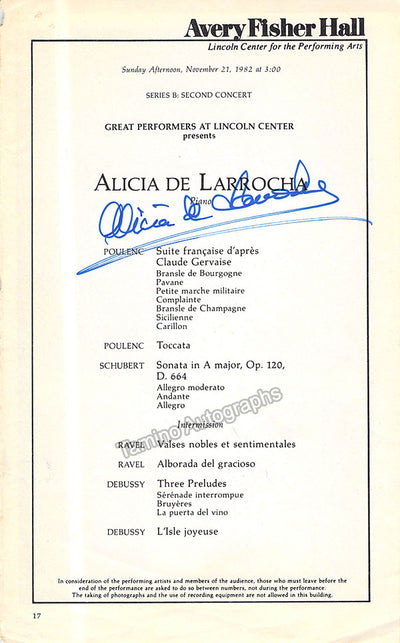 Avery Fisher Hall
Lincoln Center for the Performing Arts
Sunday Afternoon, November 21, 1982 at 3:00
SERIES B: SECOND CONCERT
GREAT PERFORMERS AT LINCOLN CENTER
presents
ALICIA DE LARROCHA
Piano
Alicia de Larrocha
POULENC Suite française d'après
Claude Gervaise
Bransle de Bourgogne
Pavane
Petite marche militaire
Complainte
Bransle de Champagne
Sicilienne
Carillon
POULENC Toccata
SCHUBERT Sonata in A major, Op. 120,
D. 664
Allegro moderato
Andante
Allegro
Tamino Autographs
Intermission
RAVEL Valses nobles et sentimentales
RAVEL Alborada del gracioso
DEBUSSY Three Preludes
Sérénade interrompue
Bruyères
La puerta del vino
DEBUSSY L'Isle joyeuse
In consideration of the performing artists and members of the audience, those who must leave before the
end of the performance are asked to do so between numbers, not during the performance.
The taking of photographs and the use of recording equipment are not allowed in this building.
17